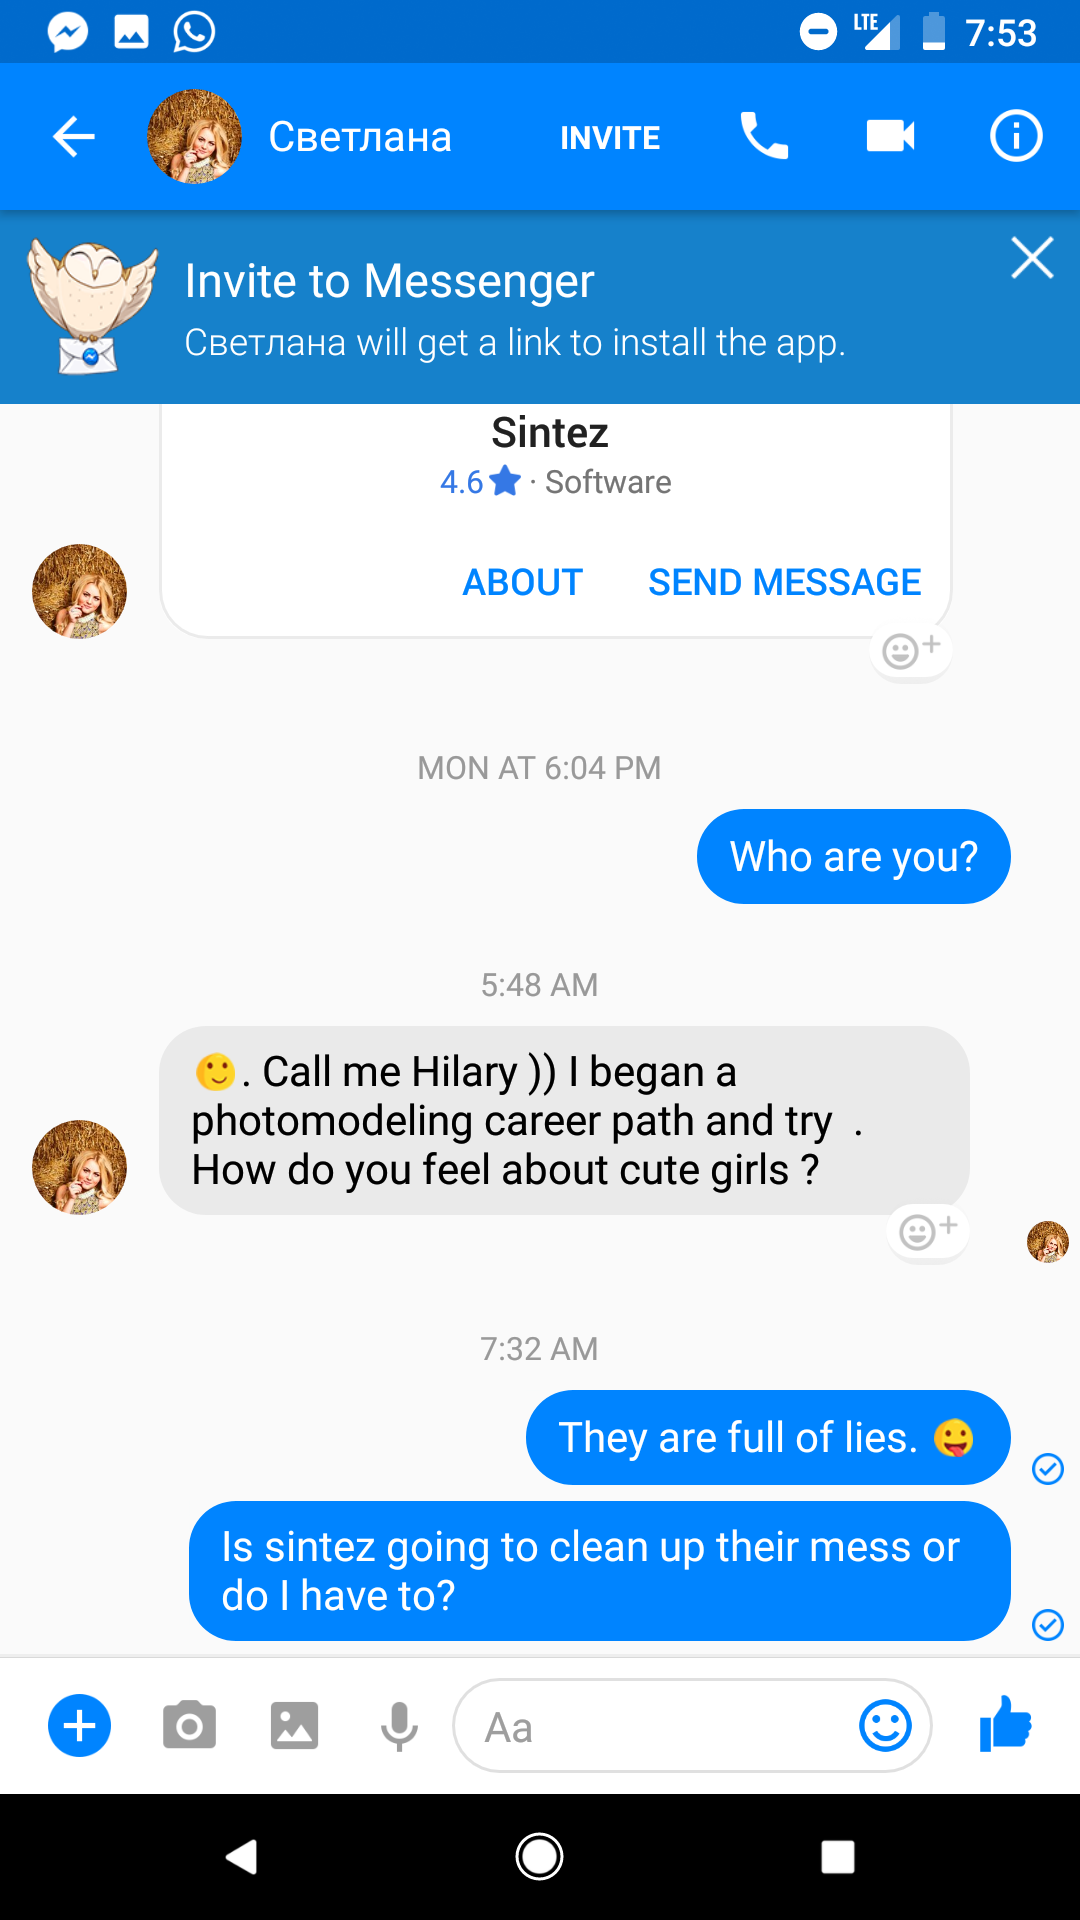 LTE 7:53
Светлана INVITE
Invite to Messenger
Светлана will get a link to install the app.
Sintez
4.6 · Software
ABOUT SEND MESSAGE
MON AT 6:04 PM
Who are you?
5:48 AM
🙂. Call me Hilary )) I began a
photomodeling career path and try .
How do you feel about cute girls ?
7:32 AM
They are full of lies. 😛
Is sintez going to clean up their mess or
do I have to?
Aa